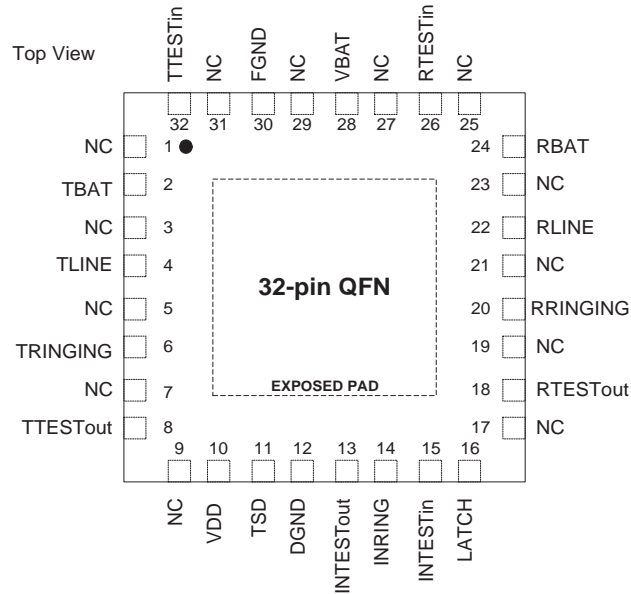 Top View
TTESTin
NC
FGND
NC
VBAT
NC
RTESTin
NC
32
31
30
29
28
27
26
25
NC
1
24
RBAT
TBAT
2
23
NC
NC
3
22
RLINE
TLINE
4
21
NC
32-pin QFN
NC
5
20
RRINGING
TRINGING
6
19
NC
NC
7
EXPOSED PAD
18
RTESTout
TTESTout
8
17
NC
9
10
11
12
13
14
15
16
NC
VDD
TSD
DGND
INTESTout
INRING
INTESTin
LATCH